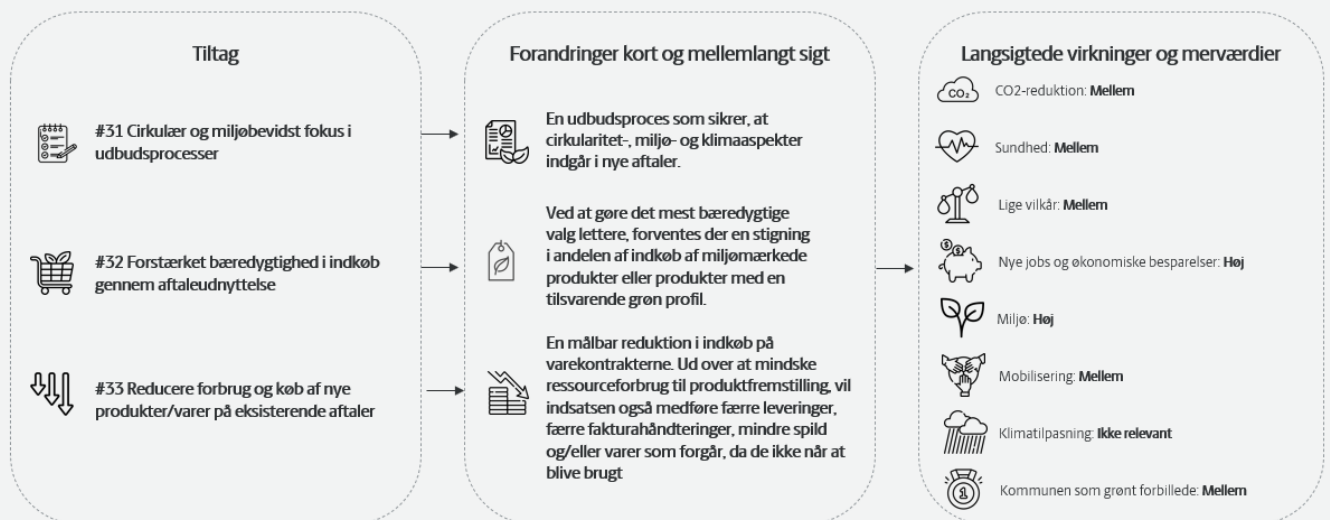 Tiltag
#31 Cirkulær og miljøbevidst fokus i
udbudsprocesser
#32 Forstærket bæredygtighed i indkøb
gennem aftaleudnyttelse
#33 Reducere forbrug og køb af nye
produkter/varer på eksisterende aftaler
Forandringer kort og mellemlangt sigt
En udbudsproces som sikrer, at
cirkularitet-, miljø- og klimaaspekter
indgår i nye aftaler.
Ved at gøre det mest bæredygtige
valg lettere, forventes der en stigning
i andelen af indkøb af miljømærkede
produkter eller produkter med en
tilsvarende grøn profil.
En målbar reduktion i indkøb på
varekontrakterne. Ud over at mindske
ressourceforbrug til produktfremstilling, vil
indsatsen også medføre færre leveringer,
færre fakturahåndteringer, mindre spild
og/eller varer som forgår, da de ikke når at
blive brugt
Langsigtede virkninger og merværdier
CO₂
CO2-reduktion: Mellem
Sundhed: Mellem
Lige vilkår: Mellem
$ $
Nye jobs og økonomiske besparelser: Høj
Miljø: Høj
Mobilisering: Mellem
Klimatilpasning: Ikke relevant
1
Kommunen som grønt forbillede: Mellem